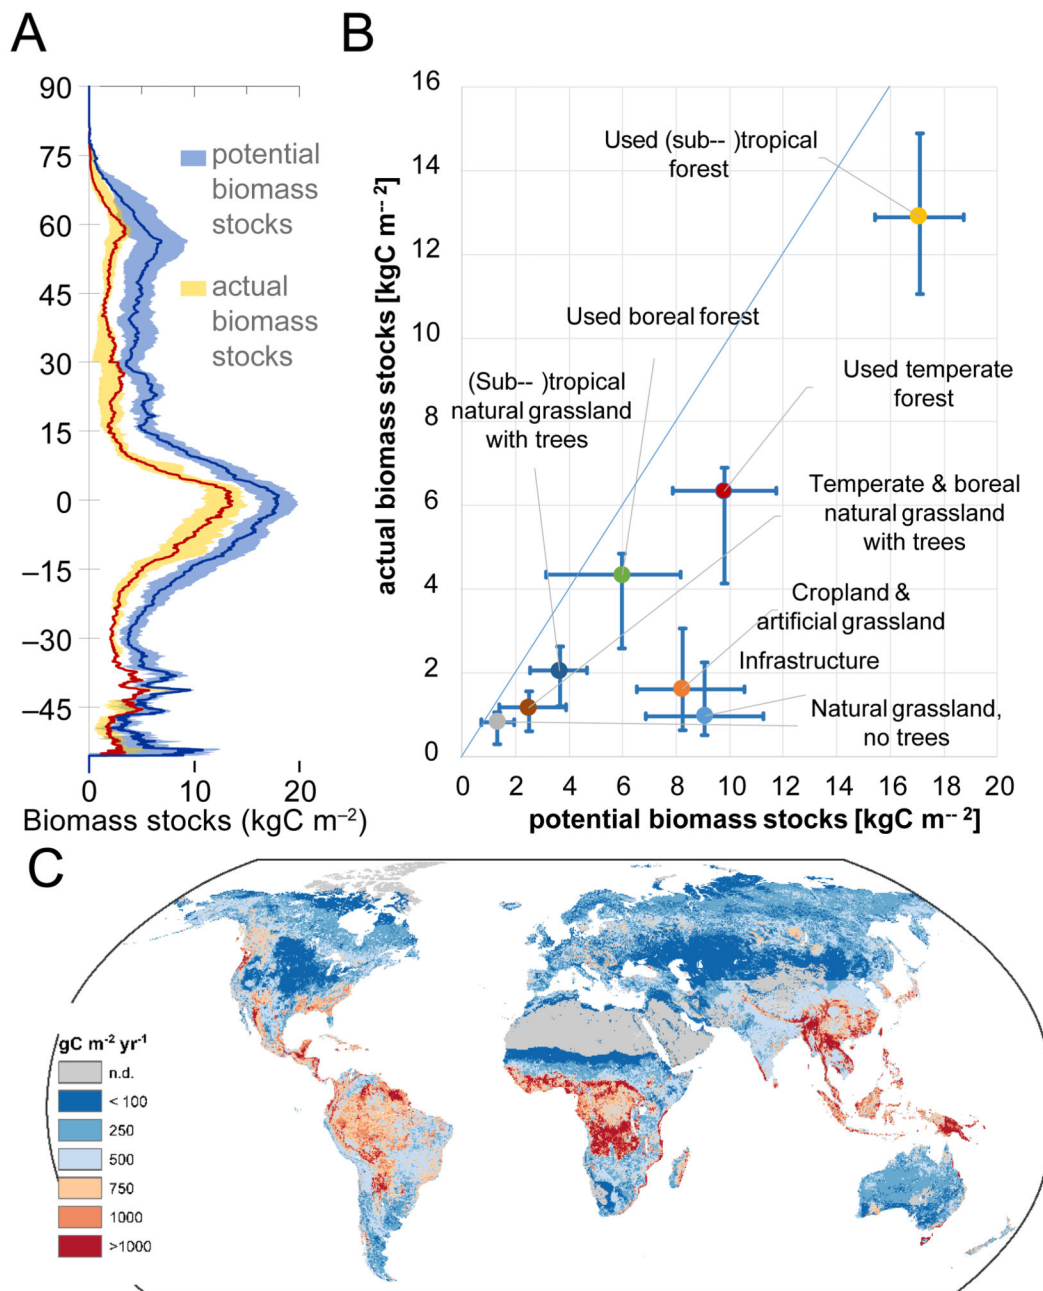 A
90
75
60
45
30
15
0
–15
–30
–45
potential
biomass
stocks
actual
biomass
stocks
0
10
20
Biomass stocks (kgC m–2)
B
16
14
12
10
8
6
4
2
0
actual biomass stocks [kgC m-- 2]
Used (sub-- )tropical
forest
Used boreal forest
(Sub-- )tropical
natural grassland
with trees
Used temperate
forest
Temperate & boreal
natural grassland
with trees
Cropland &
artificial grassland
Infrastructure
Natural grassland,
no trees
0 2 4 6 8 10 12 14 16 18 20
potential biomass stocks [kgC m-- 2]
C
gC m-2 yr-1
n.d.
< 100
250
500
750
1000
>1000